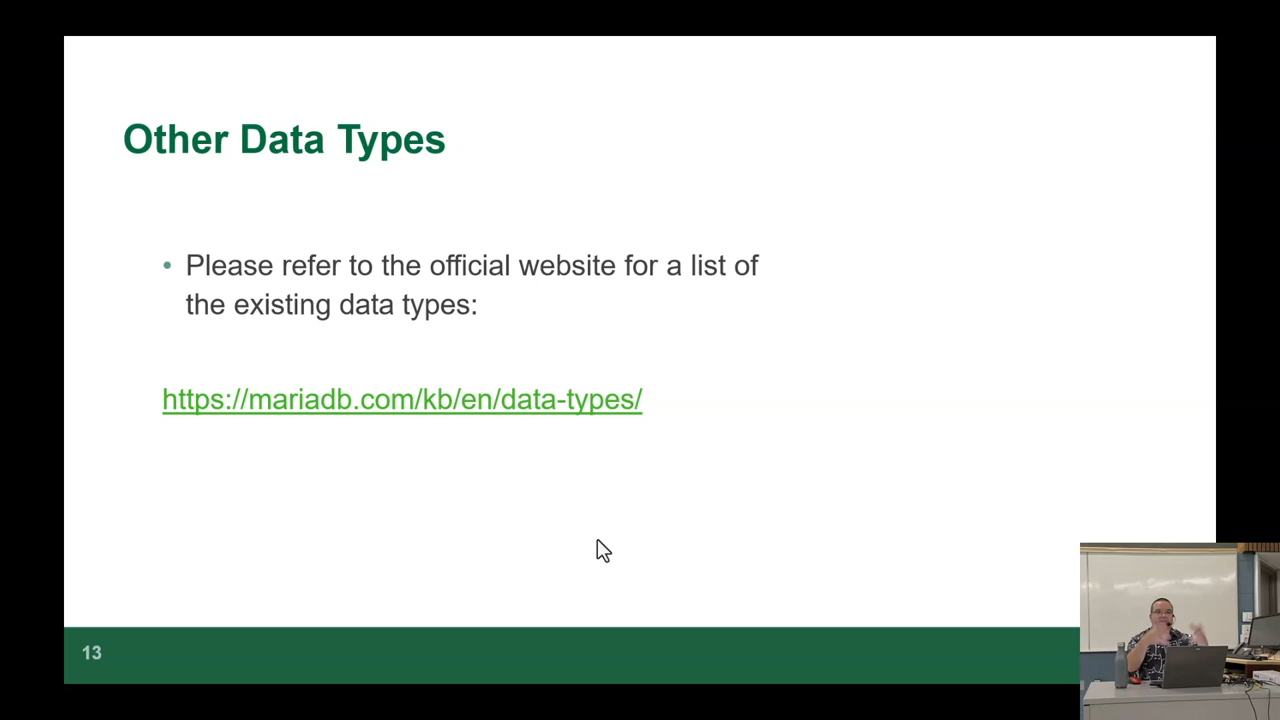 Other Data Types
• Please refer to the official website for a list of
the existing data types:
https://mariadb.com/kb/en/data-types/
13